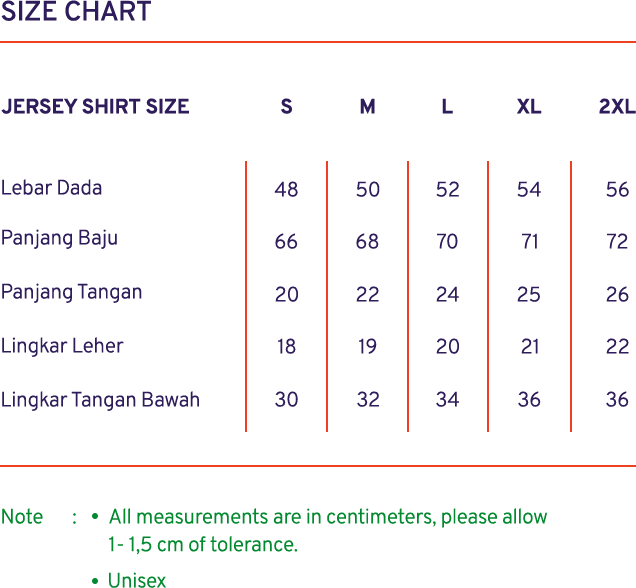 SIZE CHART
JERSEY SHIRT SIZE S M L XL 2XL
Lebar Dada 48 50 52 54 56
Panjang Baju 66 68 70 71 72
Panjang Tangan 20 22 24 25 26
Lingkar Leher 18 19 20 21 22
Lingkar Tangan Bawah 30 32 34 36 36
Note : • All measurements are in centimeters, please allow
1- 1,5 cm of tolerance.
• Unisex